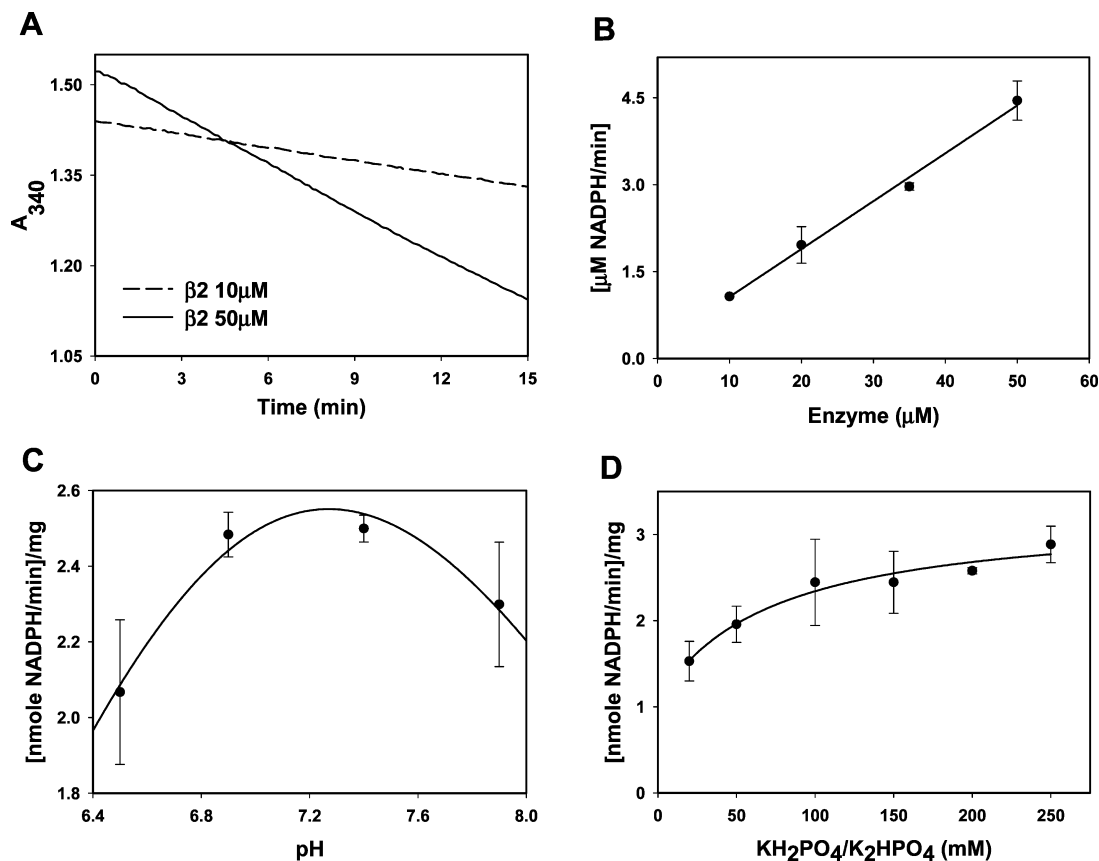 A
1.50
1.35
1.20
1.05
A340
β2 10μM
β2 50μM
0 3 6 9 12 15
Time (min)
B
4.5
3.0
1.5
0.0
[μM NADPH/min]
0 10 20 30 40 50 60
Enzyme (μM)
C
2.6
2.4
2.2
2.0
1.8
[nmole NADPH/min]/mg
6.4 6.8 7.2 7.6 8.0
pH
D
3
2
1
0
[nmole NADPH/min]/mg
0 50 100 150 200 250
KH2PO4/K2HPO4 (mM)